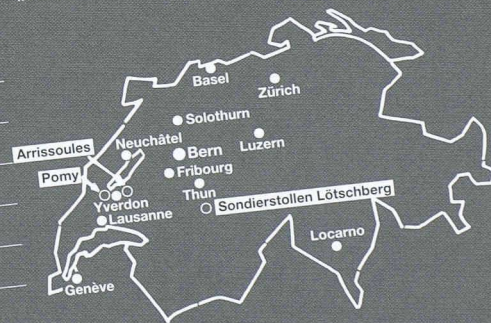 Basel
Zürich
Solothurn
Arrissoules
Neuchâtel
Bern
Luzern
Pomy
Fribourg
Thun
Yverdon
Sondierstollen Lötschberg
Lausanne
Locarno
Genève